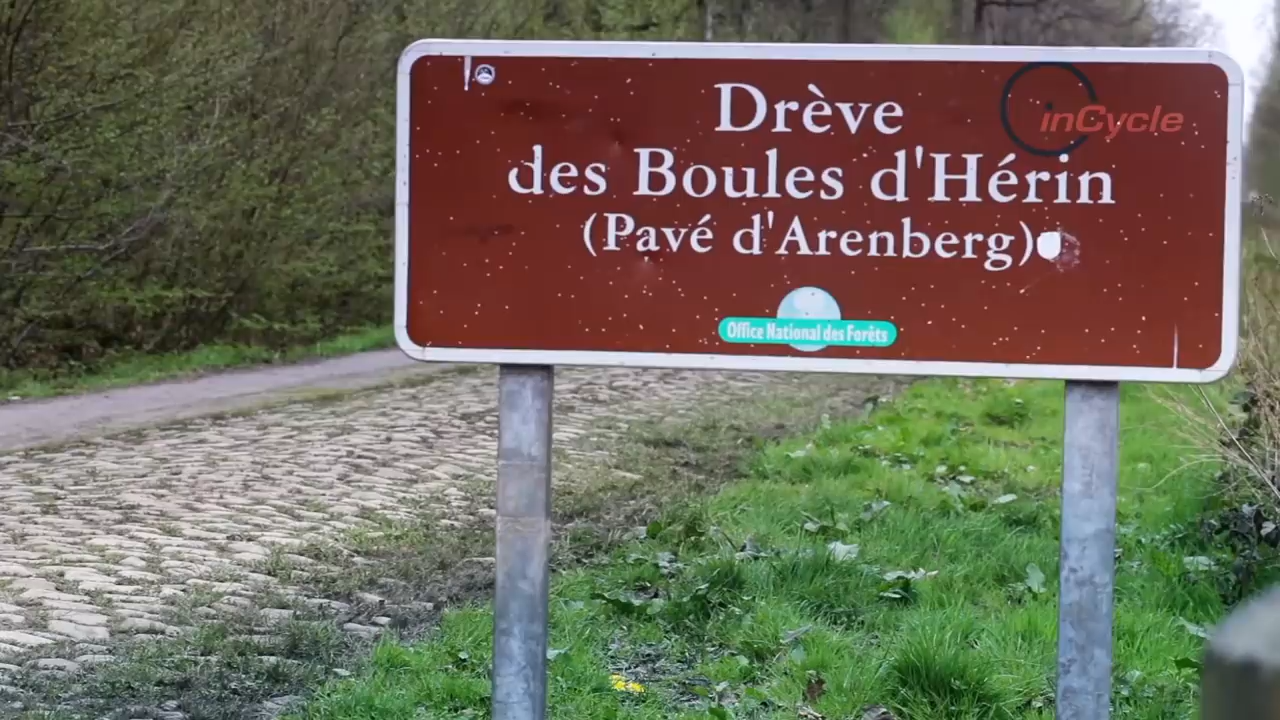 Drève
inCycle
des Boules d'Hérin
(Pavé d'Arenberg)
Office National des Forêts